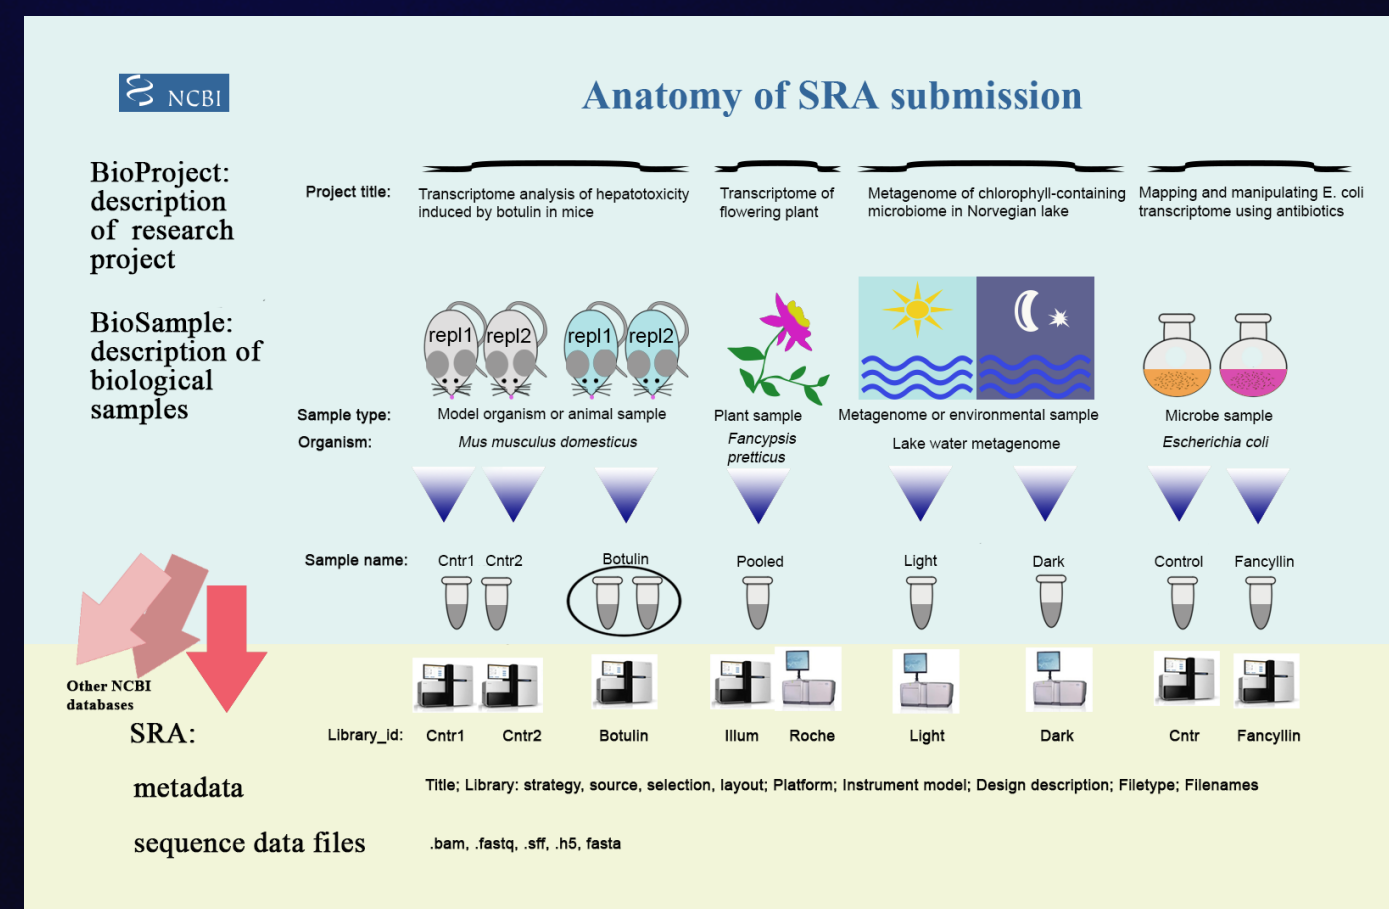 NCBI
Anatomy of SRA submission
BioProject:
description
of research
project
Project title:
Transcriptome analysis of hepatotoxicity
induced by botulin in mice
Transcriptome of
flowering plant
Metagenome of chlorophyll-containing
microbiome in Norvegian lake
Mapping and manipulating E. coli
transcriptome using antibiotics
BioSample:
description of
biological
samples
repl1 repl2 repl1 repl2
Sample type: Model organism or animal sample Plant sample Metagenome or environmental sample Microbe sample
Organism: Mus musculus domesticus
Fancypsis
pretticus
Lake water metagenome
Escherichia coli
Sample name: Cntr1 Cntr2 Botulin Pooled Light Dark Control Fancyllin
Other NCBI
databases
SRA:
Library_id: Cntr1 Cntr2 Botulin Illum Roche Light Dark Cntr Fancyllin
metadata
Title; Library: strategy, source, selection, layout; Platform; Instrument model; Design description; Filetype; Filenames
sequence data files
.bam, .fastq, .sff, .h5, fasta